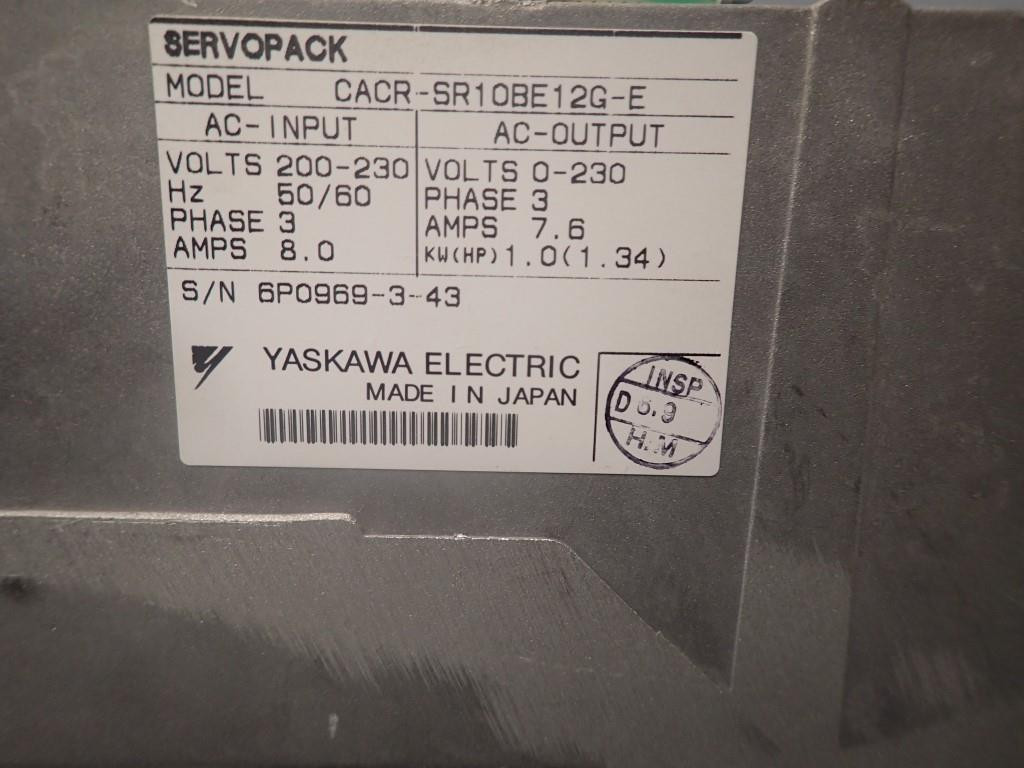 SERVOPACK
MODEL CACR-SR10BE12G-E
AC-INPUT AC-OUTPUT
VOLTS 200-230 VOLTS 0-230
Hz 50/60 PHASE 3
PHASE 3 AMPS 7.6
AMPS 8.0 KW(HP) 1.0(1.34)
S/N 6P0969-3-43
YASKAWA ELECTRIC
MADE IN JAPAN
INSP
D 6.9
H.M